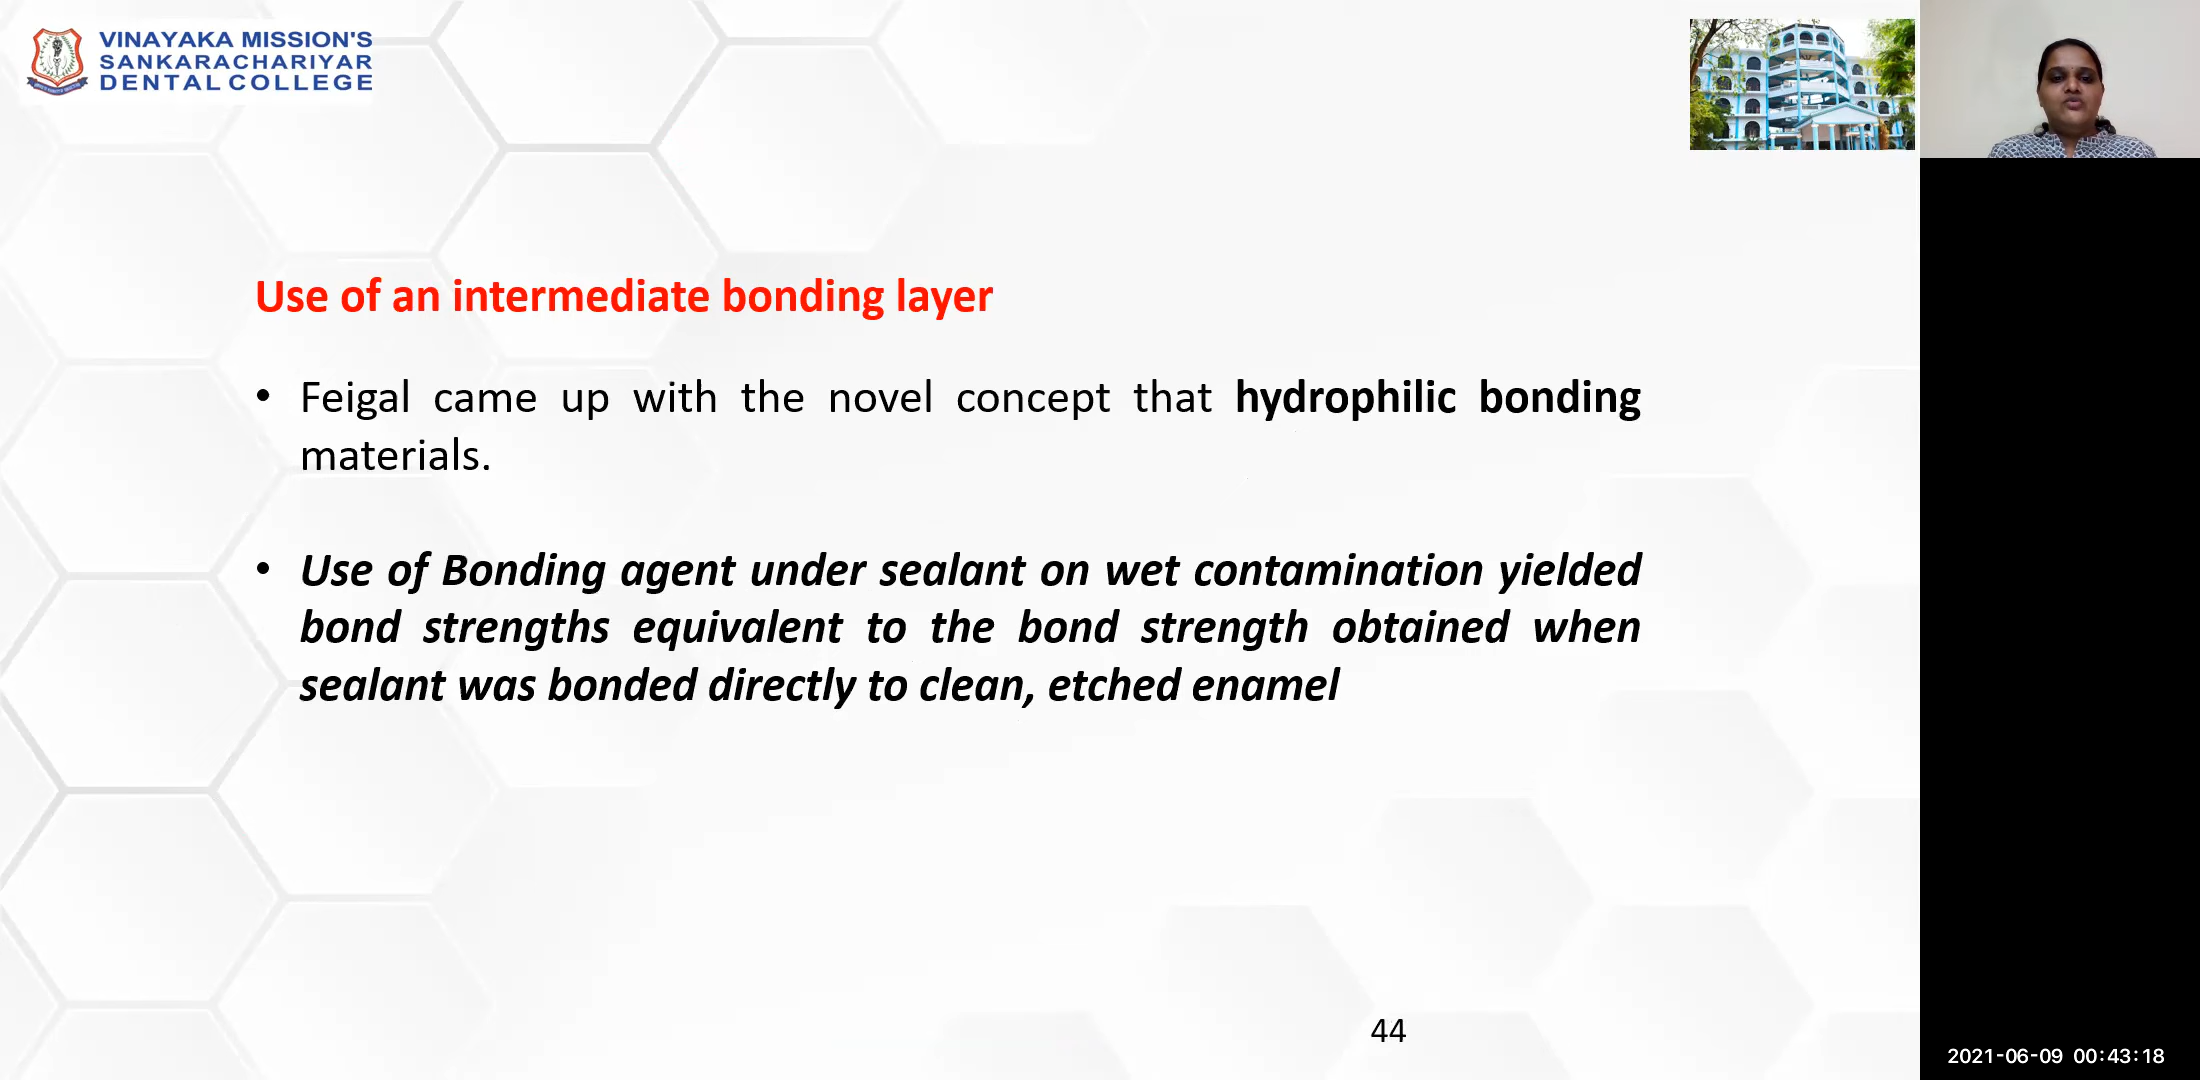 VINAYAKA MISSION'S
SANKARACHARIYAR
DENTAL COLLEGE
Use of an intermediate bonding layer
• Feigal came up with the novel concept that hydrophilic bonding
materials.
• Use of Bonding agent under sealant on wet contamination yielded
bond strengths equivalent to the bond strength obtained when
sealant was bonded directly to clean, etched enamel
44
2021-06-09 00:43:18